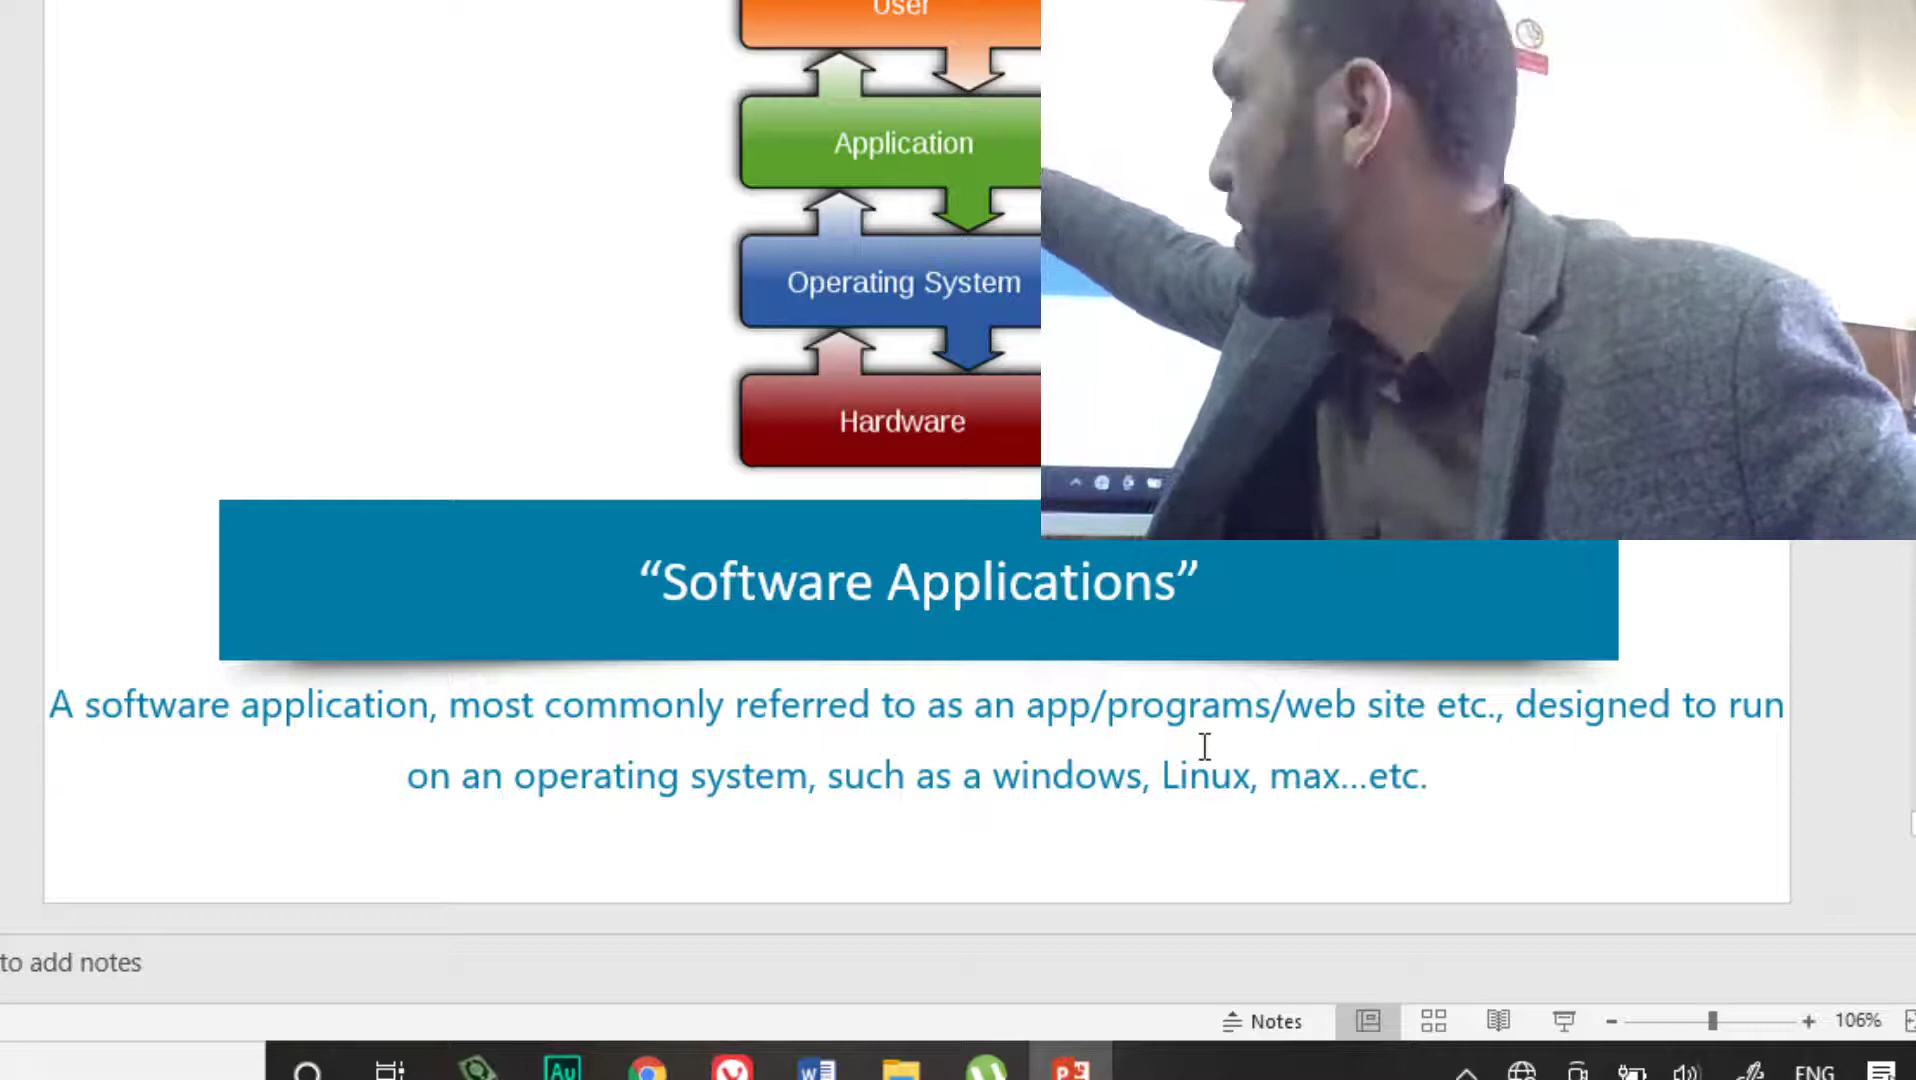 User
Application
Operating System
Hardware
“Software Applications”
A software application, most commonly referred to as an app/programs/web site etc., designed to run
on an operating system, such as a windows, Linux, max...etc.
to add notes
Notes
106%
Au
ENG